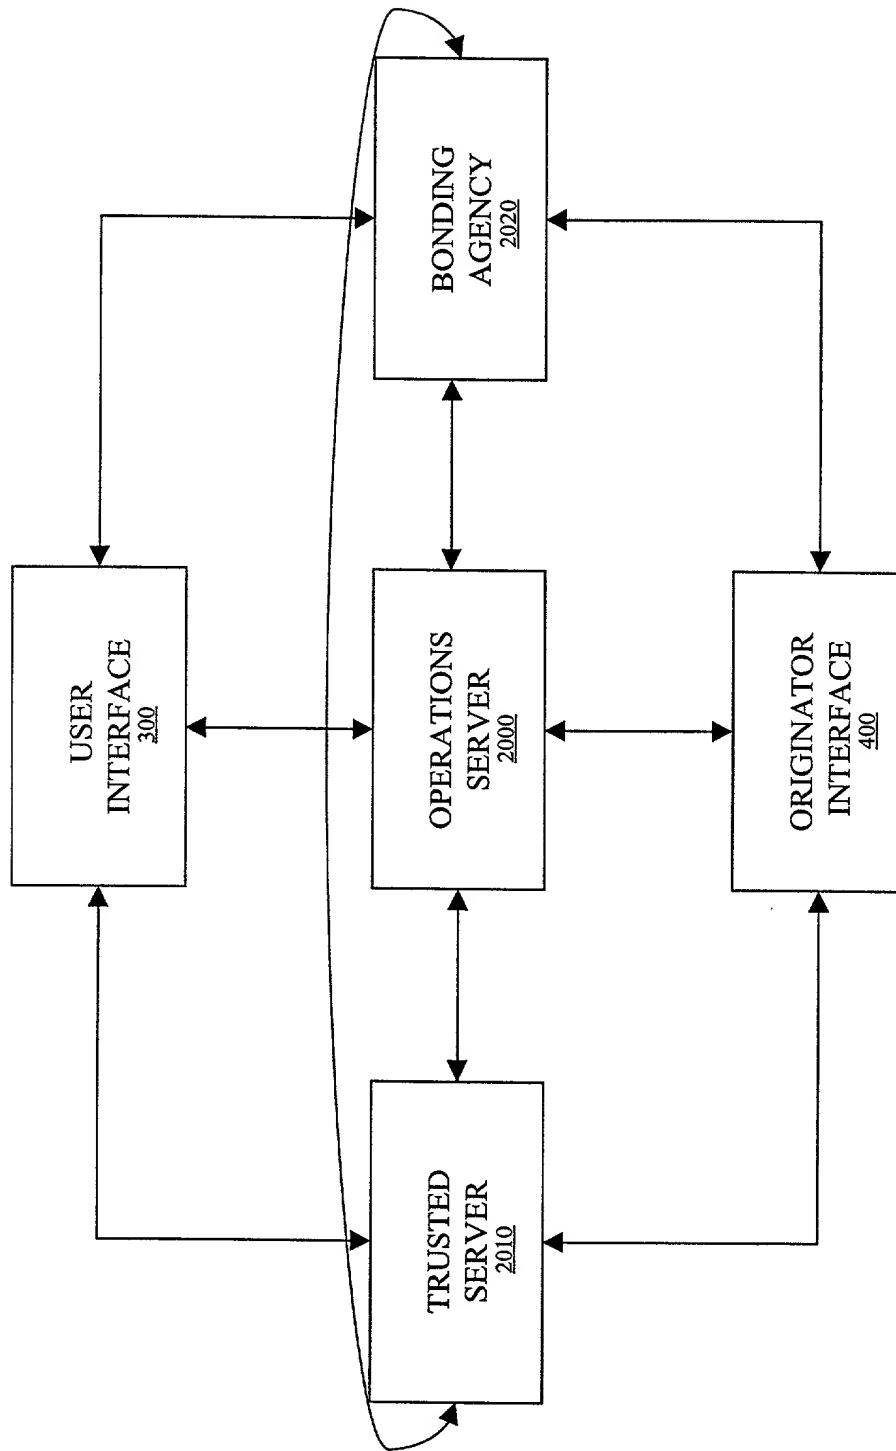 USER
INTERFACE
300
TRUSTED
SERVER
2010
OPERATIONS
SERVER
2000
BONDING
AGENCY
2020
ORIGINATOR
INTERFACE
400